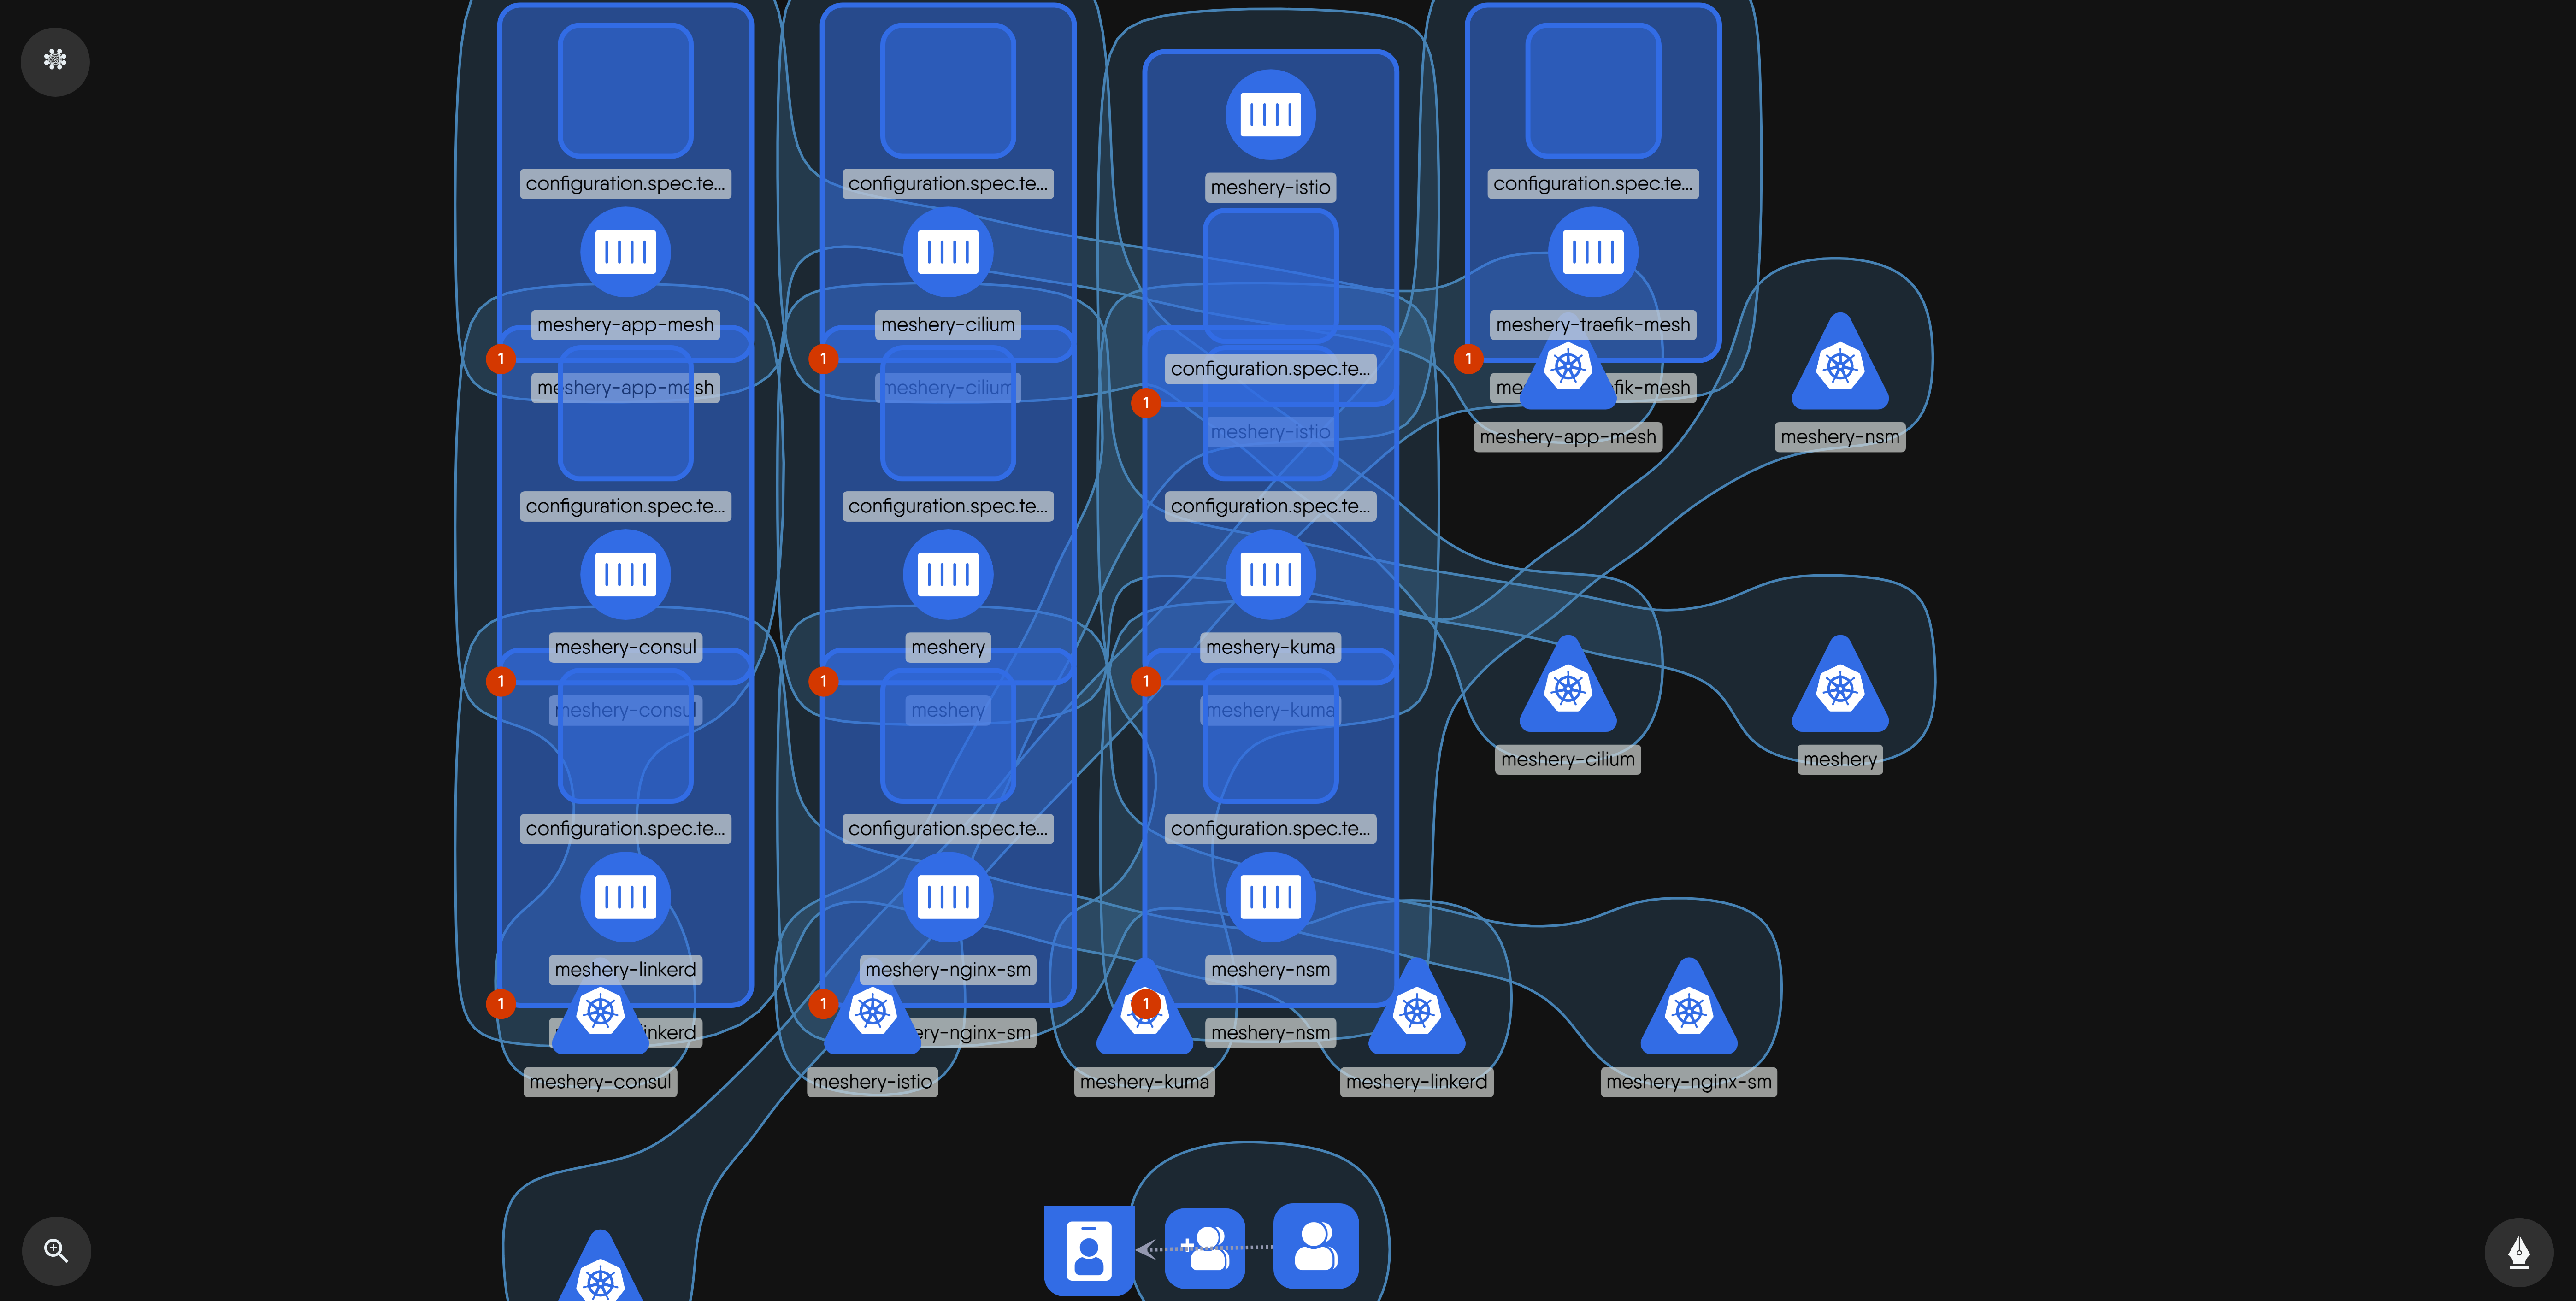 configuration.spec.te...
configuration.spec.te...
meshery-istio
configuration.spec.te...
meshery-app-mesh
meshery-cilium
meshery-traefik-mesh
1
1
1
configuration.spec.te...
meshery-app-mesh
meshery-cilium
fik-mesh
1
meshery-istio
meshery-app-mesh
meshery-nsm
configuration.spec.te...
configuration.spec.te...
configuration.spec.te...
meshery-consul
meshery
meshery-kuma
1
1
1
meshery-consul
meshery
meshery-kuma
meshery-cilium
meshery
configuration.spec.te...
configuration.spec.te...
configuration.spec.te...
meshery-linkerd
meshery-nginx-sm
meshery-nsm
1
1
1
inkerd
ery-nginx-sm
meshery-nsm
meshery-consul
meshery-istio
meshery-kuma
meshery-linkerd
meshery-nginx-sm